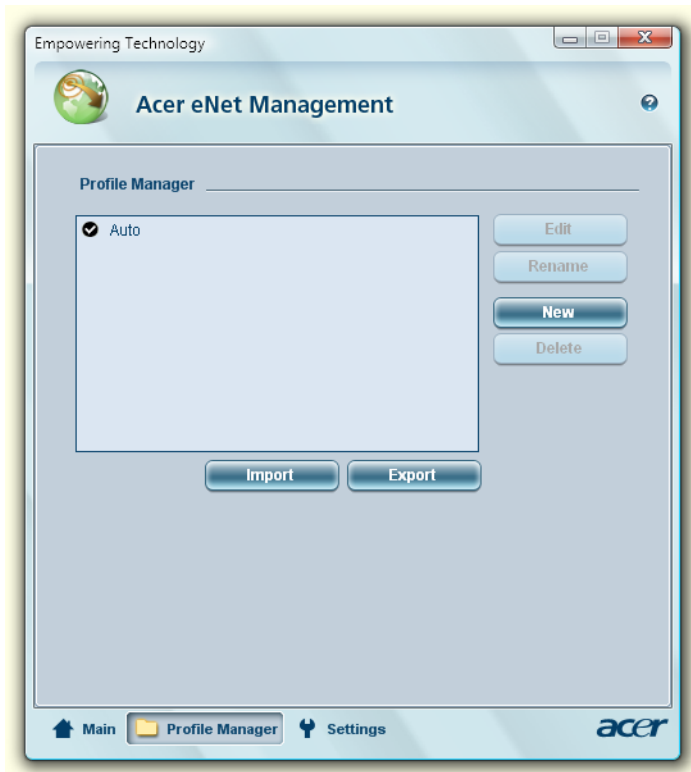 Empowering Technology
Acer eNet Management
Profile Manager
Auto
Edit
Rename
New
Delete
Import Export
Main Profile Manager Settings acer